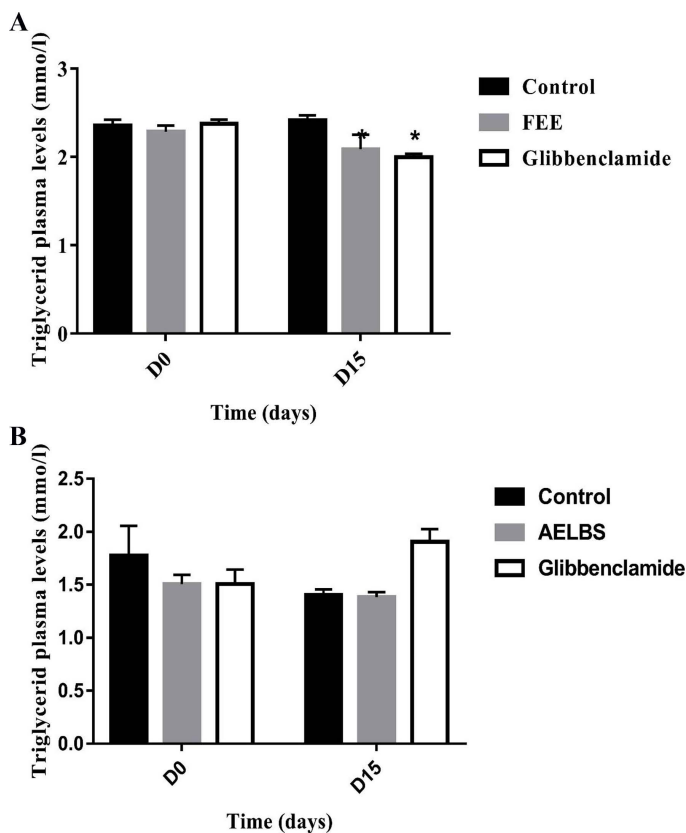 A
Triglycerid plasma levels (mmo/l)
3
2
1
0
* *
D0 D15
Time (days)
Control
FEE
Glibbenclamide
B
Triglycerid plasma levels (mmo/l)
2.5
2.0
1.5
1.0
0.5
0.0
D0 D15
Time (days)
Control
AELBS
Glibbenclamide